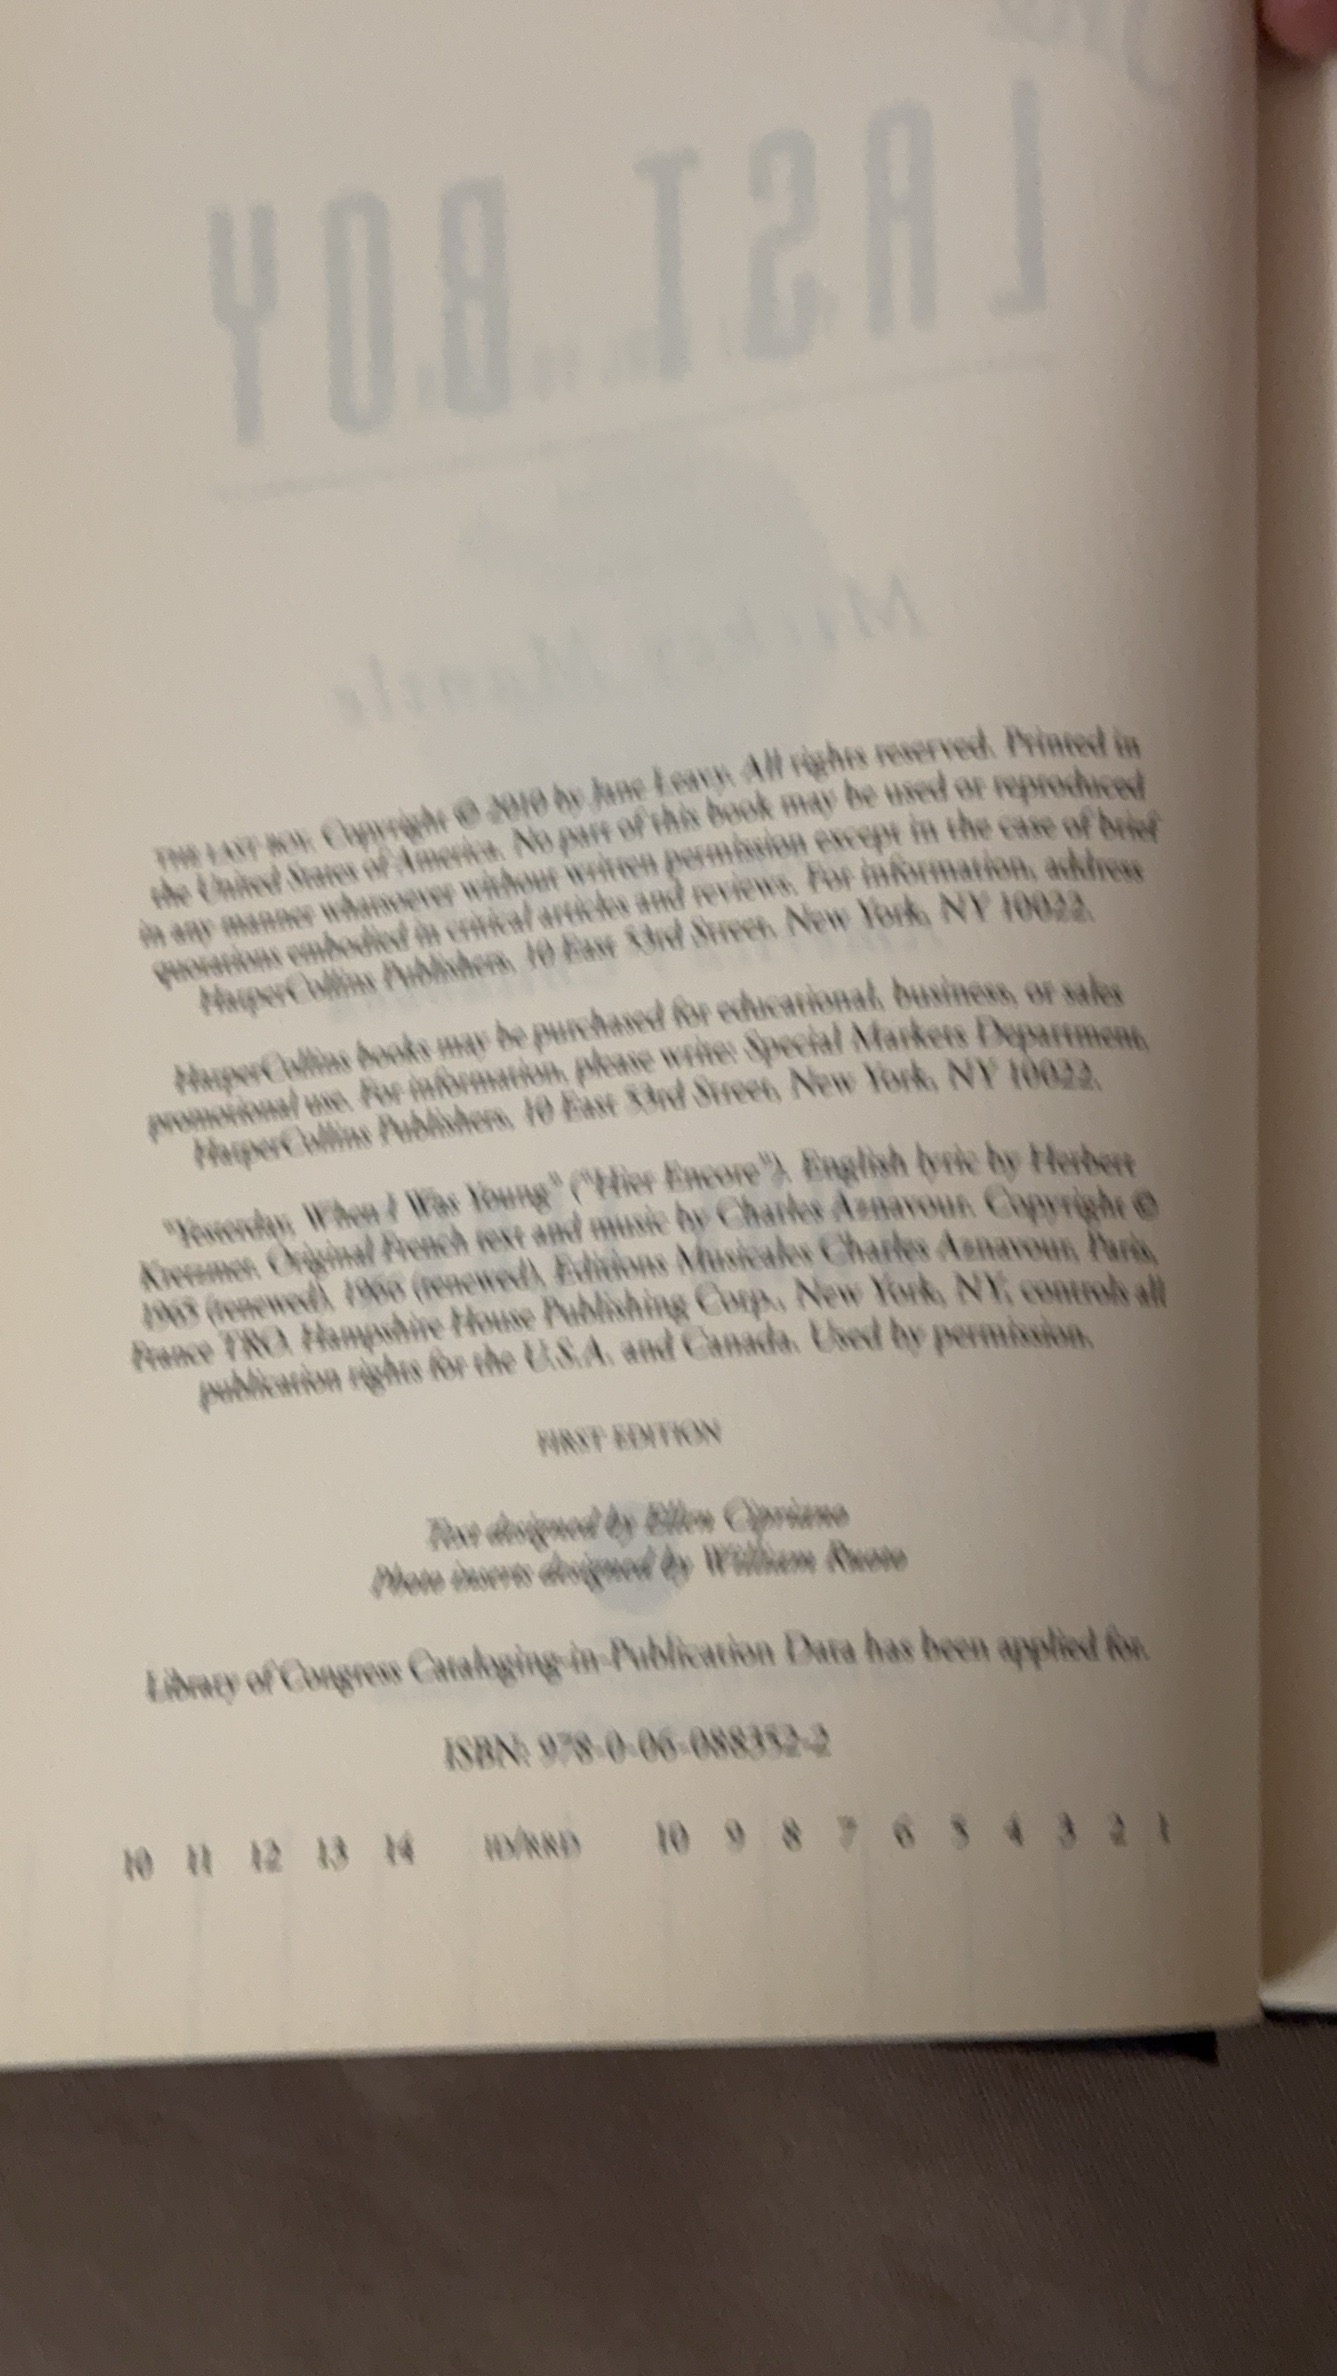 THE LAST BOY. Copyright © 2010 by Jane Leavy. All rights reserved. Printed in
the United States of America. No part of this book may be used or reproduced
in any manner whatsoever without written permission except in the case of brief
quotations embodied in critical articles and reviews. For information, address
HarperCollins Publishers, 10 East 53rd Street, New York, NY 10022.
HarperCollins books may be purchased for educational, business, or sales
promotional use. For information, please write: Special Markets Department,
HarperCollins Publishers, 10 East 53rd Street, New York, NY 10022.
"Yesterday, When I Was Young" ("Hier Encore"). English lyric by Herbert
Kretzmer. Original French text and music by Charles Aznavour. Copyright ©
1965 (renewed), 1966 (renewed), Editions Musicales Charles Aznavour, Paris,
France TRO. Hampshire House Publishing Corp., New York, NY, controls all
publication rights for the U.S.A. and Canada. Used by permission.
FIRST EDITION
Text designed by Ellen Cipriano
Photo inserts designed by William Ruoto
Library of Congress Cataloging-in-Publication Data has been applied for.
ISBN: 978-0-06-088352-2
10 11 12 13 14 ID/RRD 10 9 8 7 6 5 4 3 2 1